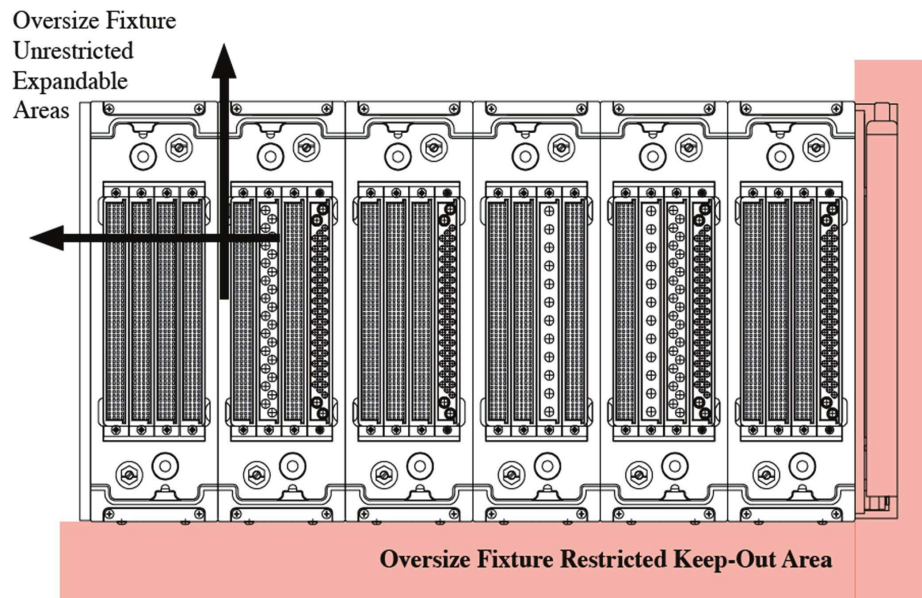 Oversize Fixture
Unrestricted
Expandable
Areas
Oversize Fixture Restricted Keep-Out Area